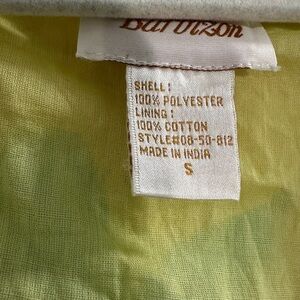 Barbizon
SHELL:
100% POLYESTER
LINING:
100% COTTON
STYLE#08-50-812
MADE IN INDIA
S